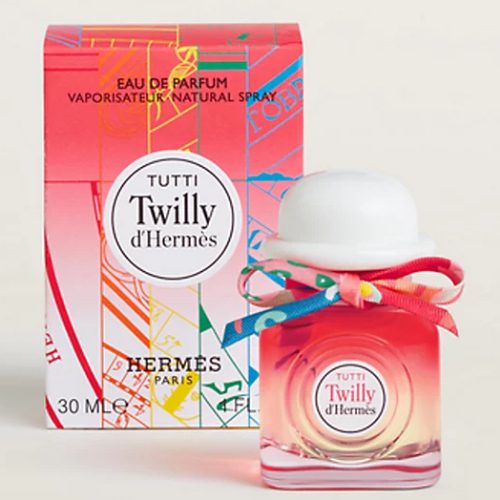 EAU DE PARFUM
VAPORISATEUR NATURAL SPRAY
TUTTI
Twilly
d'Hermès
HERMÈS
PARIS
30 ML℮
TUTTI
Twilly
d'Hermès